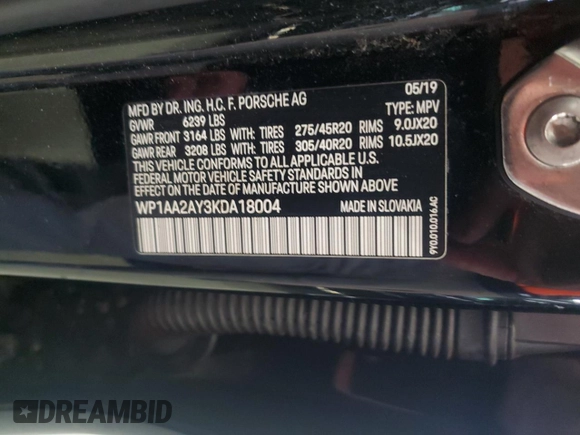 MFD BY DR. ING. H.C. F. PORSCHE AG 05/19
GVWR 6239 LBS TYPE: MPV
GAWR FRONT 3164 LBS WITH: TIRES 275/45R20 RIMS 9.0JX20
GAWR REAR 3208 LBS WITH: TIRES 305/40R20 RIMS 10.5JX20
THIS VEHICLE CONFORMS TO ALL APPLICABLE U.S.
FEDERAL MOTOR VEHICLE SAFETY STANDARDS IN
EFFECT ON THE DATE OF MANUFACTURE SHOWN ABOVE.
WP1AA2AY3KDA18004 MADE IN SLOVAKIA
9Y0.010.016.AC
DREAMBID